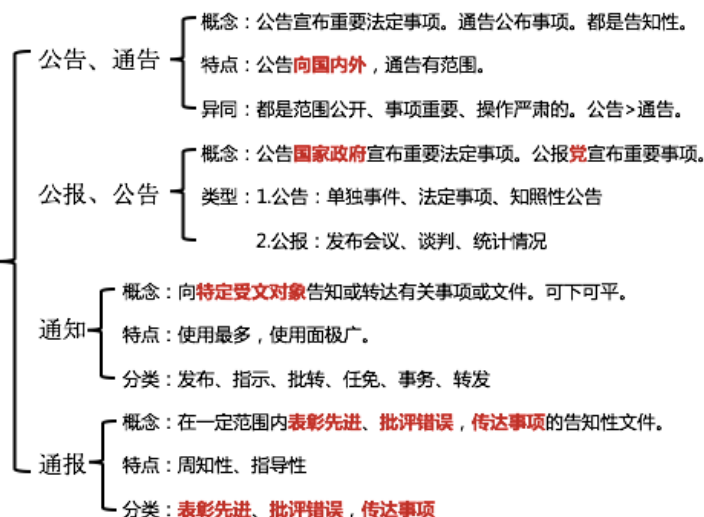 公告、通告
概念：公告宣布重要法定事项。通告公布事项。都是告知性。
特点：公告向国内外，通告有范围。
异同：都是范围公开、事项重要、操作严肃的。公告>通告。
公报、公告
概念：公告国家政府宣布重要法定事项。公报党宣布重要事项。
类型：1.公告：单独事件、法定事项、知照性公告
2.公报：发布会议、谈判、统计情况
通知
概念：向特定受文对象告知或转达有关事项或文件。可下可平。
特点：使用最多，使用面极广。
分类：发布、指示、批转、任免、事务、转发
通报
概念：在一定范围内表彰先进、批评错误，传达事项的告知性文件。
特点：周知性、指导性
分类：表彰先进、批评错误，传达事项